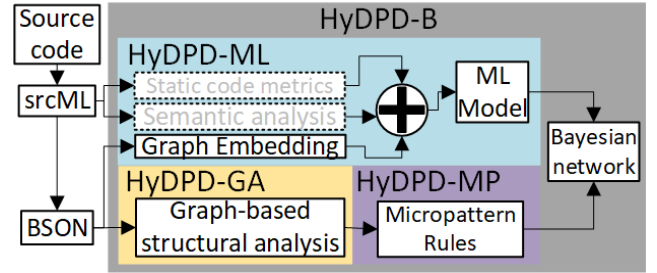 Source
code
HyDPD-B
HyDPD-ML
Static code metrics
Semantic analysis
Graph Embedding
ML
Model
srcML
Bayesian
network
HyDPD-GA
HyDPD-MP
BSON
Graph-based
structural analysis
Micropattern
Rules